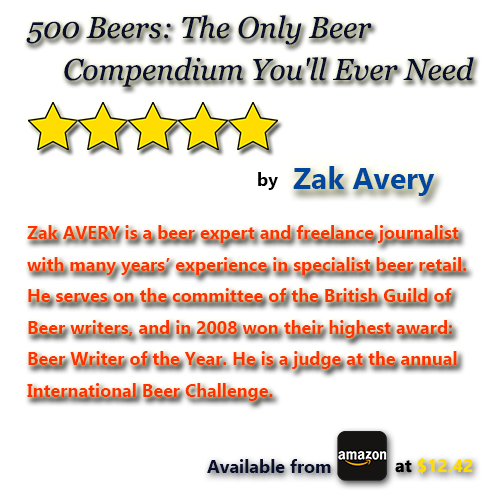 500 Beers: The Only Beer
Compendium You'll Ever Need
by Zak Avery
Zak AVERY is a beer expert and freelance journalist
with many years’ experience in specialist beer retail.
He serves on the committee of the British Guild of
Beer writers, and in 2008 won their highest award:
Beer Writer of the Year. He is a judge at the annual
International Beer Challenge.
Available from amazon at $12.42